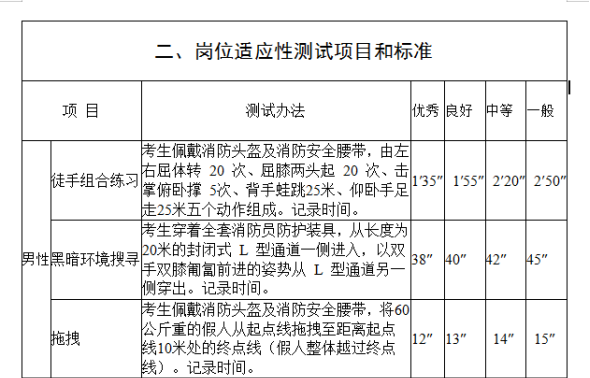 二、岗位适应性测试项目和标准
项 目 测试办法 优秀 良好 中等 一般
男性
徒手组合练习
考生佩戴消防头盔及消防安全腰带，由左
右屈体转 20 次、屈膝两头起 20 次、击
掌俯卧撑 5次、背手蛙跳25米、仰卧手足
走25米五个动作组成。记录时间。
1′35″ 1′55″ 2′20″ 2′50″
黑暗环境搜寻
考生穿着全套消防员防护装具，从长度为
20米的封闭式 L 型通道一侧进入，以双
手双膝匍匐前进的姿势从 L 型通道另一
侧穿出。记录时间。
38″ 40″ 42″ 45″
拖拽
考生佩戴消防头盔及消防安全腰带，将60
公斤重的假人从起点线拖拽至距离起点
线10米处的终点线（假人整体越过终点
线）。记录时间。
12″ 13″ 14″ 15″